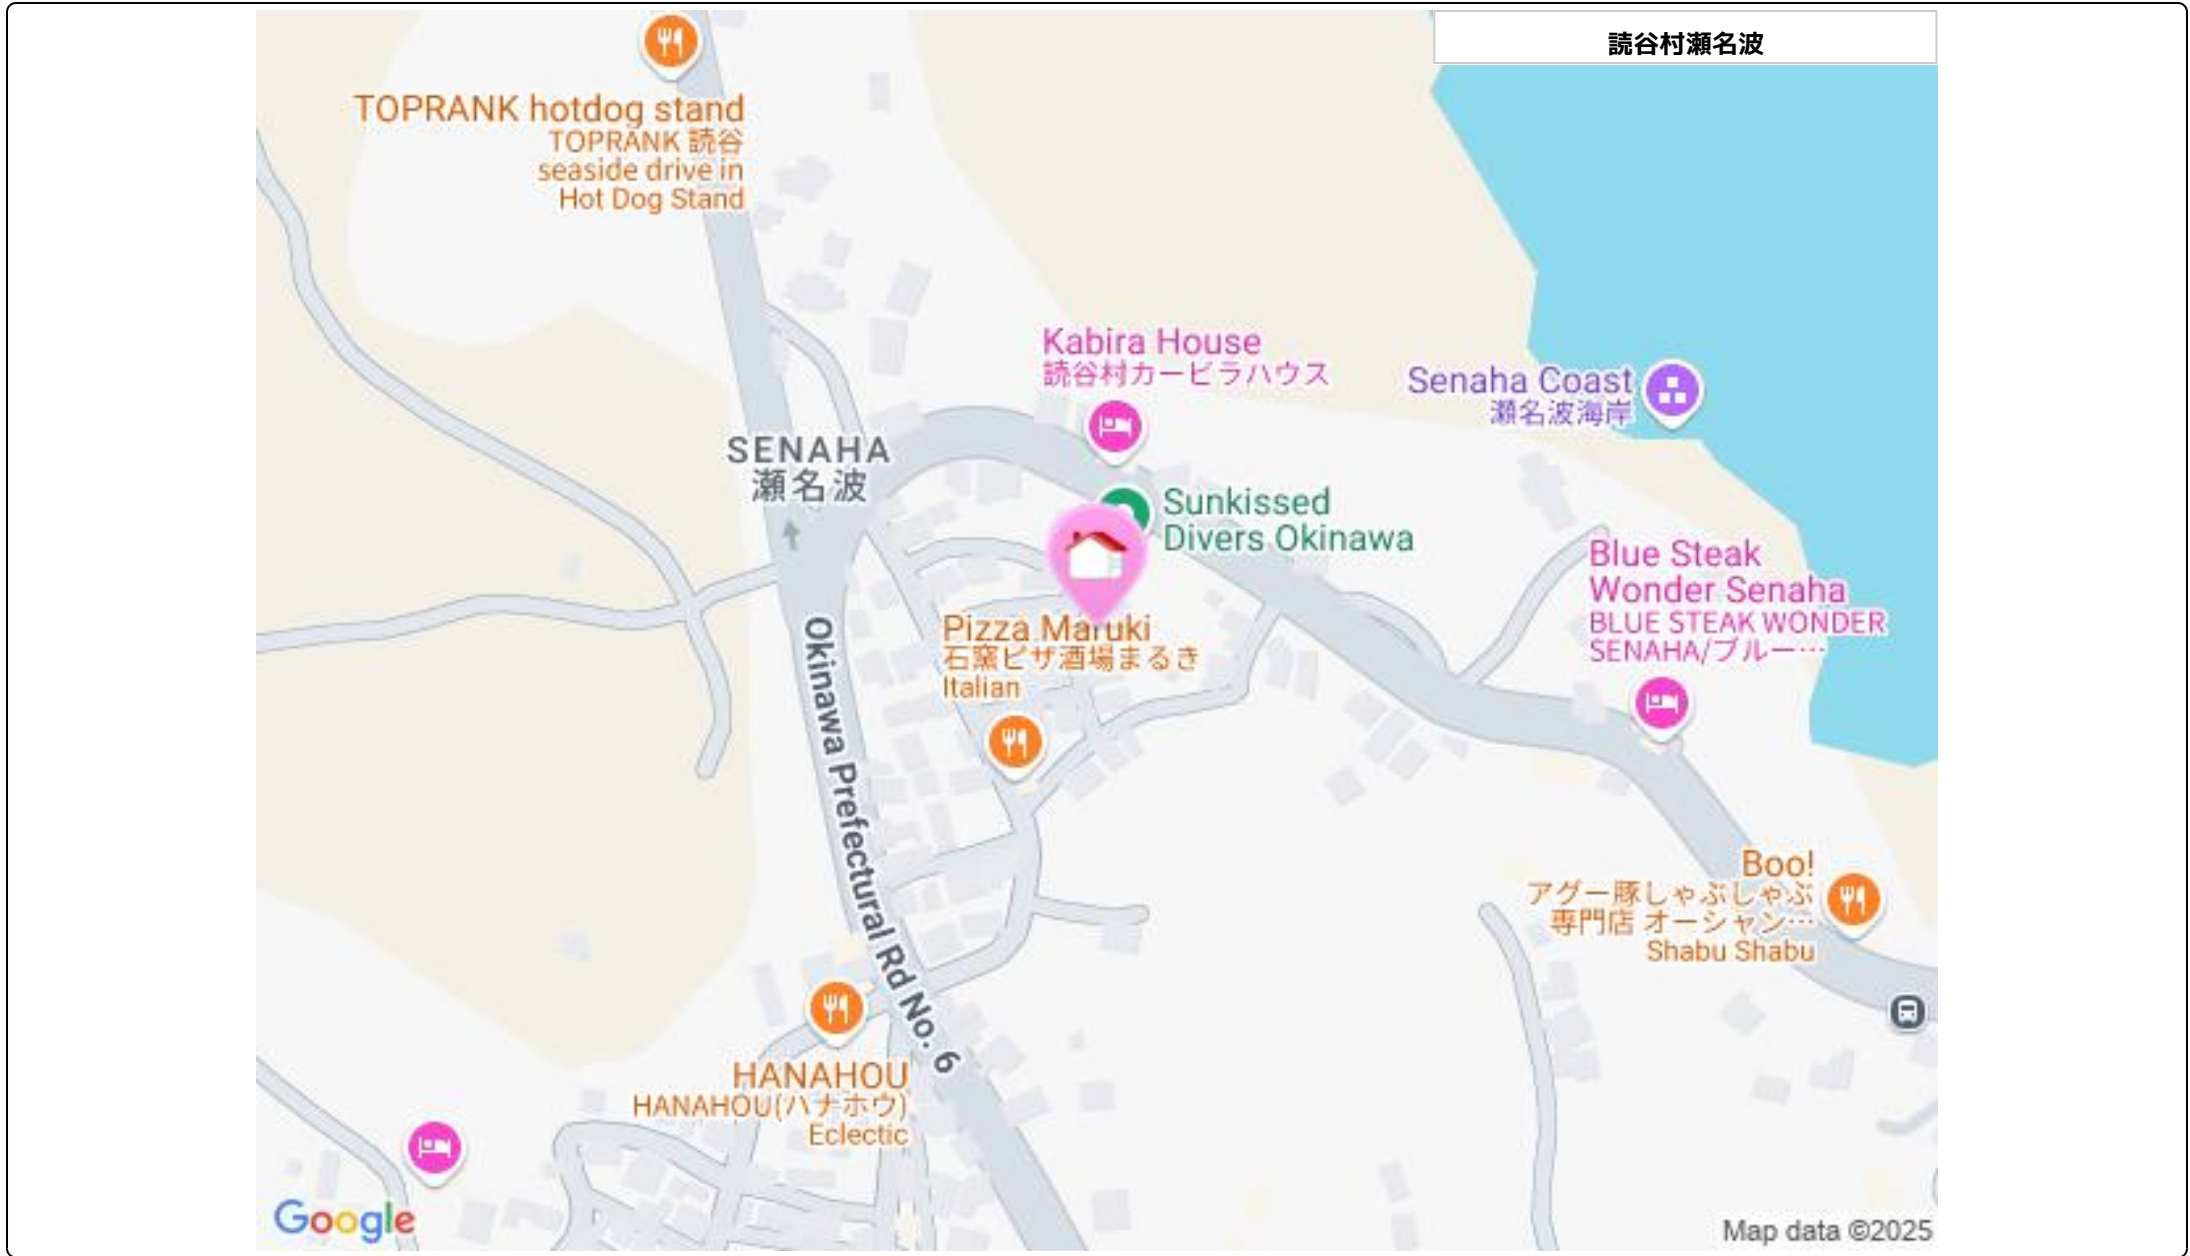 読谷村瀬名波
TOPRANK hotdog stand
TOPRANK 読谷
seaside drive in
Hot Dog Stand
Kabira House
読谷村カービラハウス
Senaha Coast
瀬名波海岸
SENAHA
瀬名波
Sunkissed
Divers Okinawa
Blue Steak
Wonder Senaha
BLUE STEAK WONDER
SENAHA/ブルー…
Pizza Maruki
石窯ピザ酒場まるき
Italian
Okinawa Prefectural Rd No. 6
Boo!
アグー豚しゃぶしゃぶ
専門店 オーシャン…
Shabu Shabu
HANAHOU
HANAHOU(ハナホウ)
Eclectic
Google
Map data ©2025